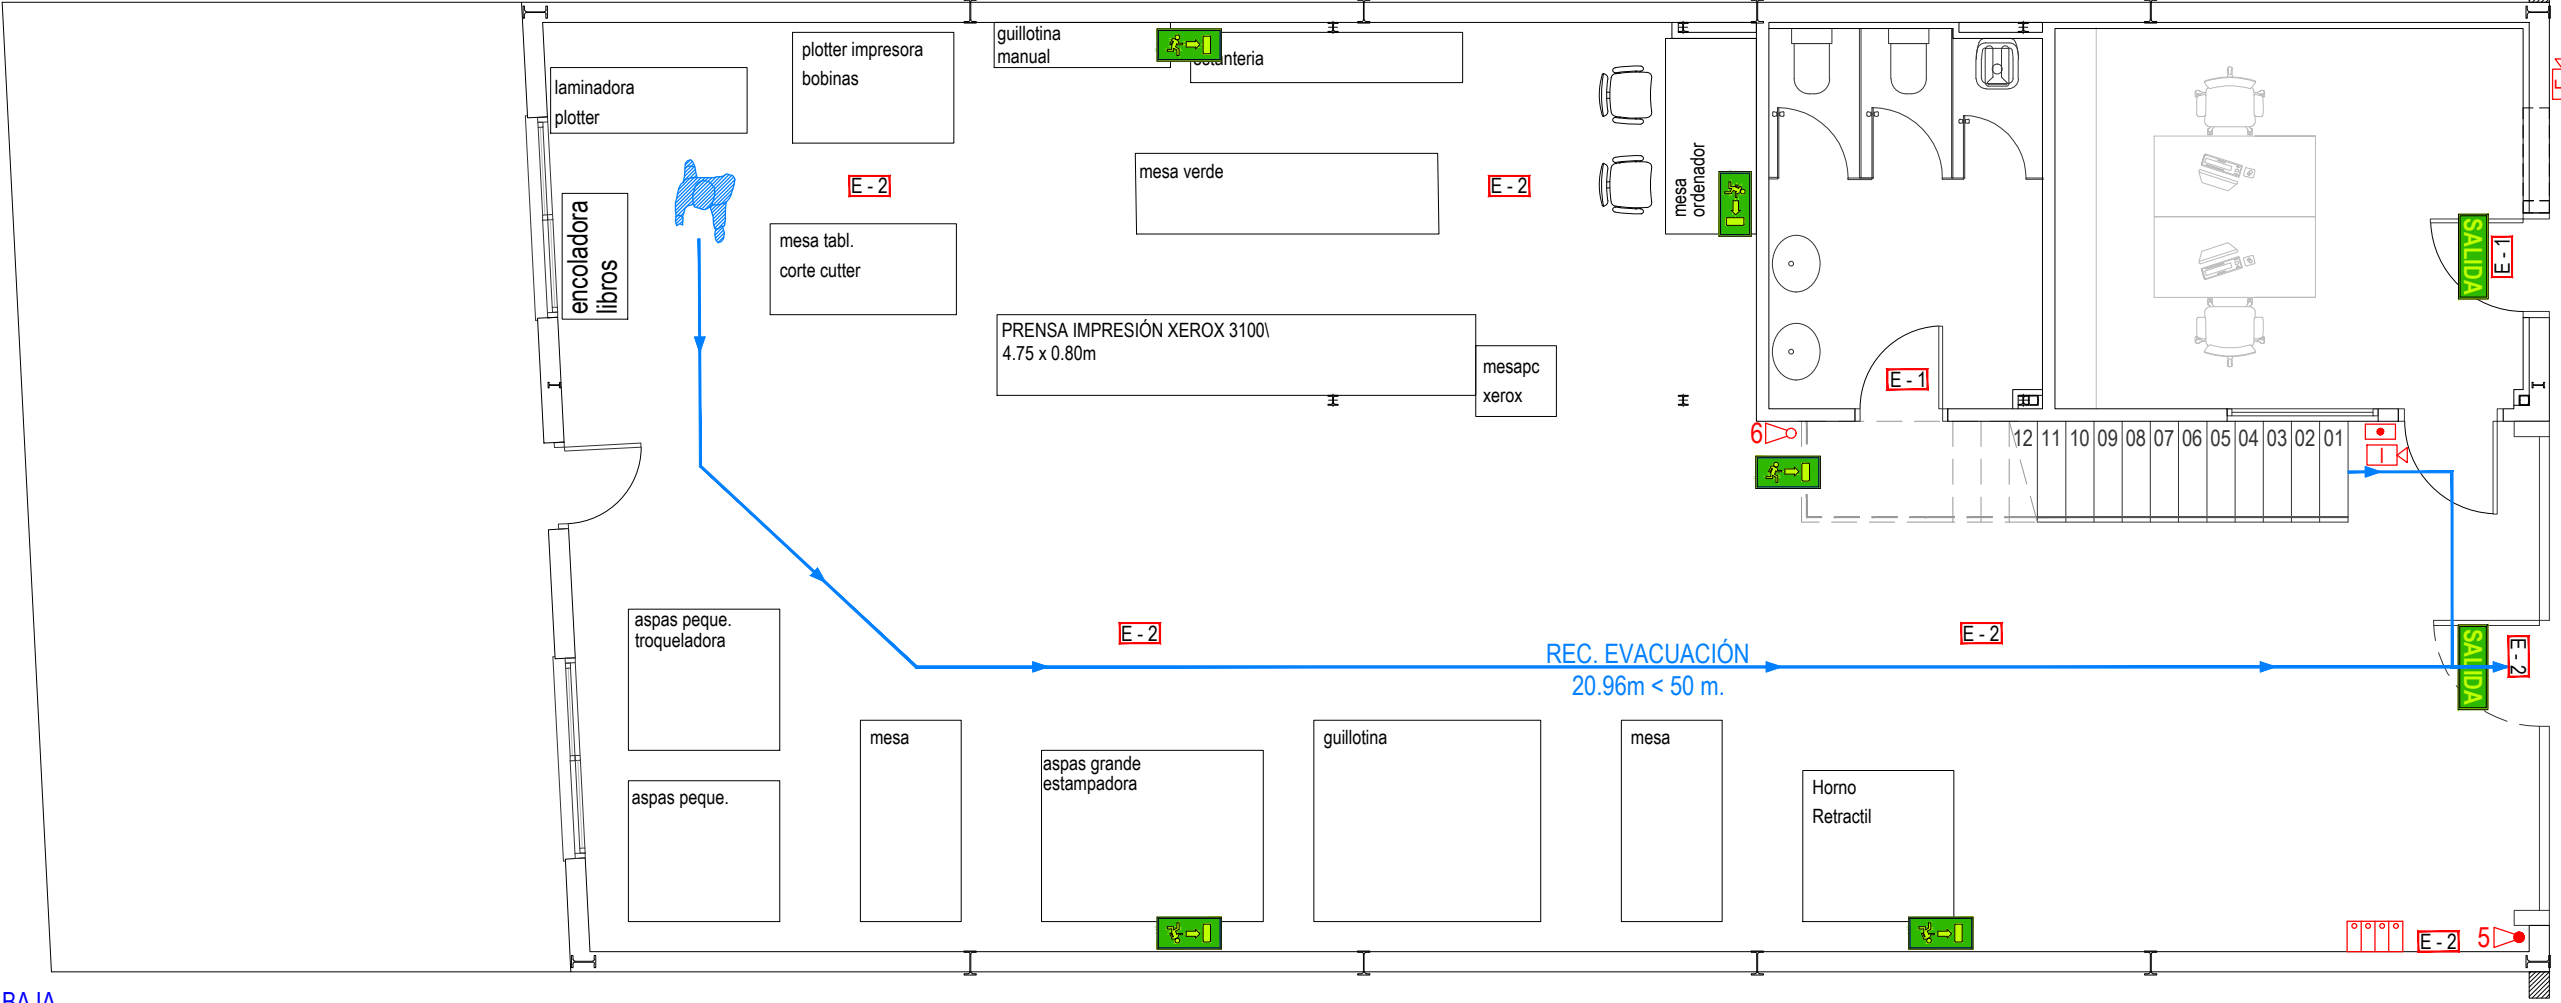 guillotina
manual
plotter impresora
bobinas
estanteria
laminadora
plotter
mesa verde
E - 2
E - 2
mesa
ordenador
encoladora
libros
mesa tabl.
corte cutter
SALIDA
E - 1
PRENSA IMPRESIÓN XEROX 3100\
4.75 x 0.80m
mesapc
xerox
E - 1
6
12 11 10 09 08 07 06 05 04 03 02 01
I
aspas peque.
troqueladora
E - 2
E - 2
REC. EVACUACIÓN
20.96m < 50 m.
SALIDA
E - 2
mesa
aspas grande
estampadora
guillotina
mesa
aspas peque.
Horno
Retractil
E - 2
5
BAJA